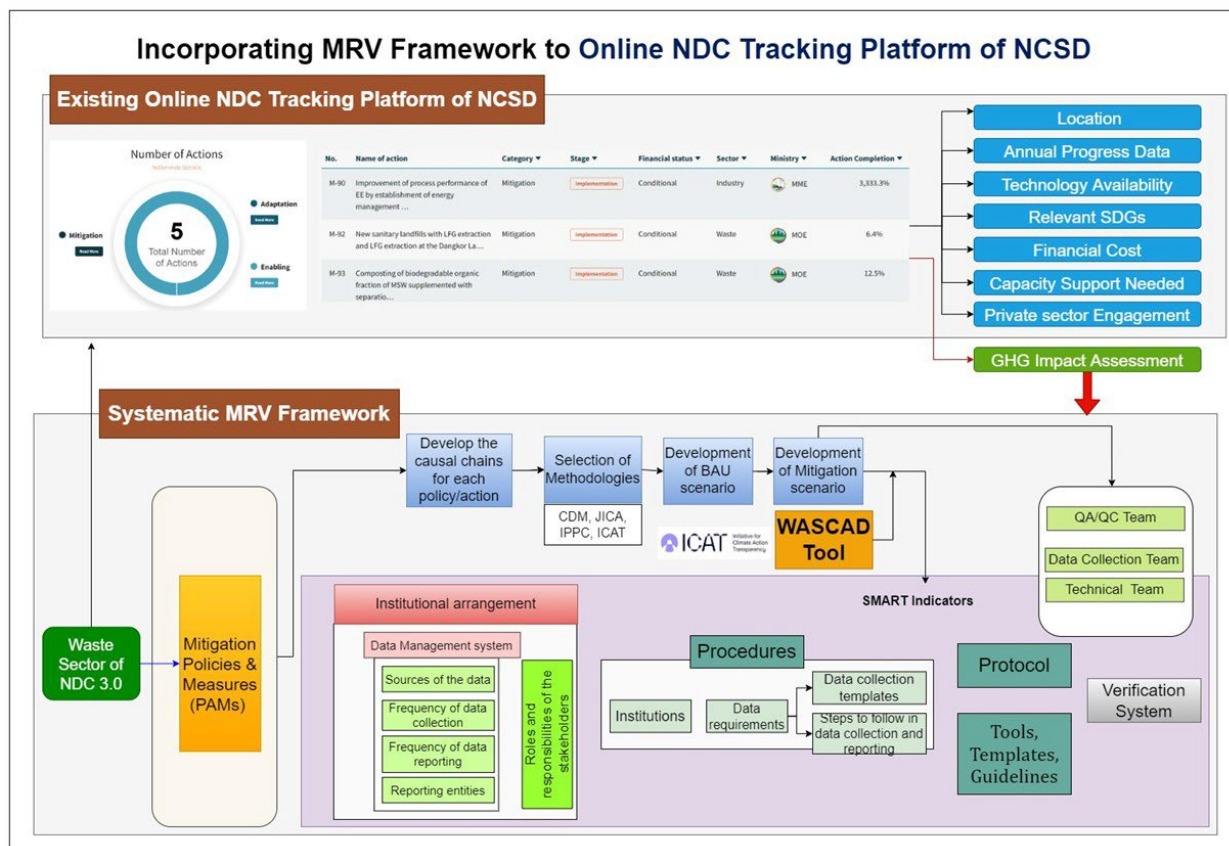 Incorporating MRV Framework to Online NDC Tracking Platform of NCSD
Existing Online NDC Tracking Platform of NCSD
Number of Actions
5
Total Number
of Actions
Mitigation
Read More
Adaptation
Read More
Enabling
Read More
No. Name of action Category ▼ Stage ▼ Financial status ▼ Sector ▼ Ministry ▼ Action Completion ▼
M-90 Improvement of process performance of Mitigation Implementation Conditional Industry MME 3,333.3%
EE by establishment of energy
management ...
M-92 New sanitary landfills with LFG extraction Mitigation Implementation Conditional Waste MOE 6.4%
and LFG extraction at the Dangkor La....
M-93 Composting of biodegradable organic Mitigation Implementation Conditional Waste MOE 12.5%
fraction of MSW supplemented with
separatio...
Location
Annual Progress Data
Technology Availability
Relevant SDGs
Financial Cost
Capacity Support Needed
Private sector Engagement
GHG Impact Assessment
Systematic MRV Framework
Waste
Sector of
NDC 3.0
Mitigation
Policies &
Measures
(PAMs)
Develop the
causal chains
for each
policy/action
Selection of
Methodologies
CDM, JICA,
IPPC, ICAT
Development
of BAU
scenario
Development
of Mitigation
scenario
ICAT
Initiative for
Climate Action
Transparency
WASCAD
Tool
QA/QC Team
Data Collection Team
Technical Team
Institutional arrangement
Data Management system
Sources of the data
Frequency of data
collection
Frequency of data
reporting
Reporting entities
Roles and
responsibilities of the
stakeholders
SMART Indicators
Procedures
Institutions
Data
requirements
Data collection
templates
Steps to follow in
data collection and
reporting
Protocol
Tools,
Templates,
Guidelines
Verification
System